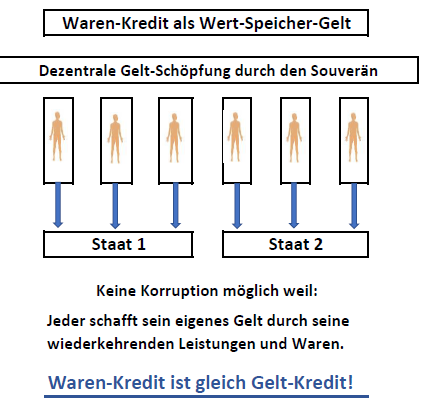 Waren-Kredit als Wert-Speicher-Gelt
Dezentrale Gelt-Schöpfung durch den Souverän
Staat 1
Staat 2
Keine Korruption möglich weil:
Jeder schafft sein eigenes Gelt durch seine
wiederkehrenden Leistungen und Waren.
Waren-Kredit ist gleich Gelt-Kredit!